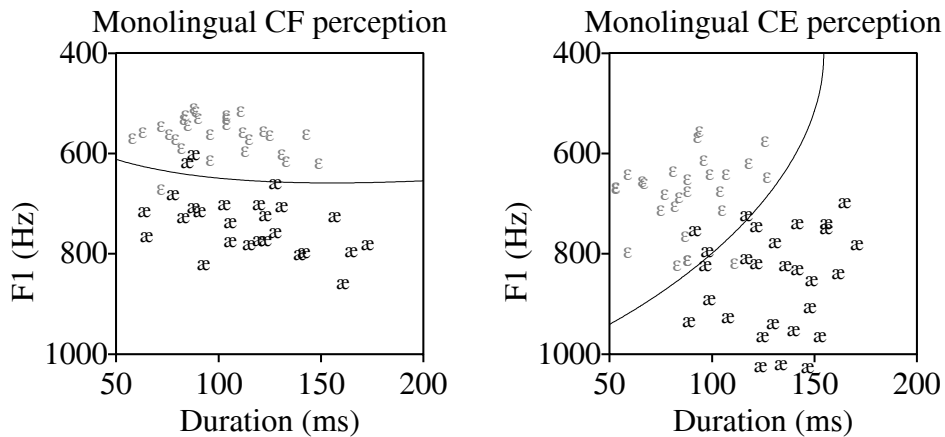 Monolingual CF perception
400
600
800
1000
F1 (Hz)
50
100
150
200
Duration (ms)
ɛ
æ
Monolingual CE perception
400
600
800
1000
F1 (Hz)
50
100
150
200
Duration (ms)
ɛ
æ